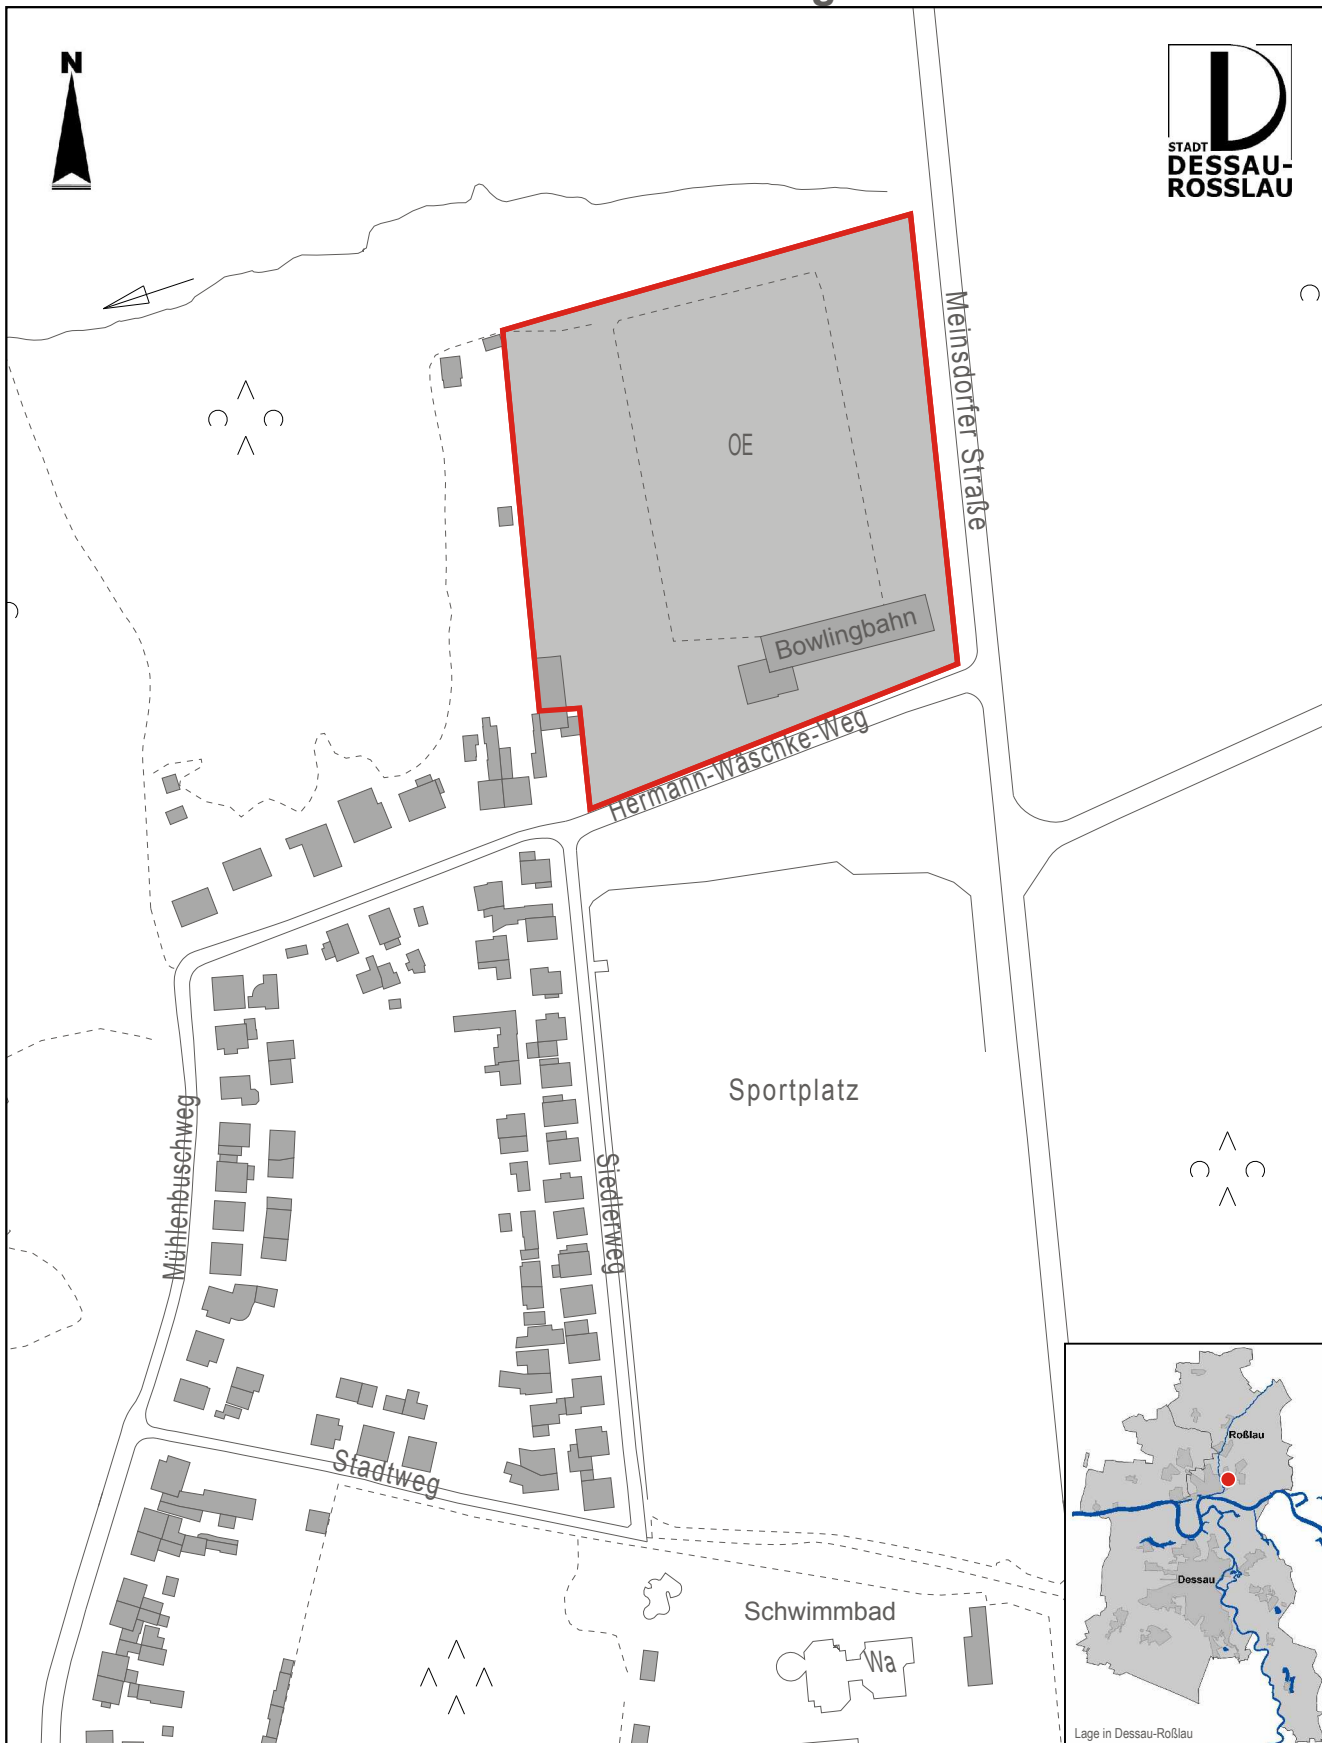 N
STADT
DESSAU-
ROSSLAU
Meinsdorfer Straße
OE
Bowlingbahn
Hermann-Wäschke-Weg
Sportplatz
Mühlenbuschweg
Siedlerweg
Stadtweg
Schwimmbad
Wa
Roßlau
Dessau
Lage in Dessau-Roßlau